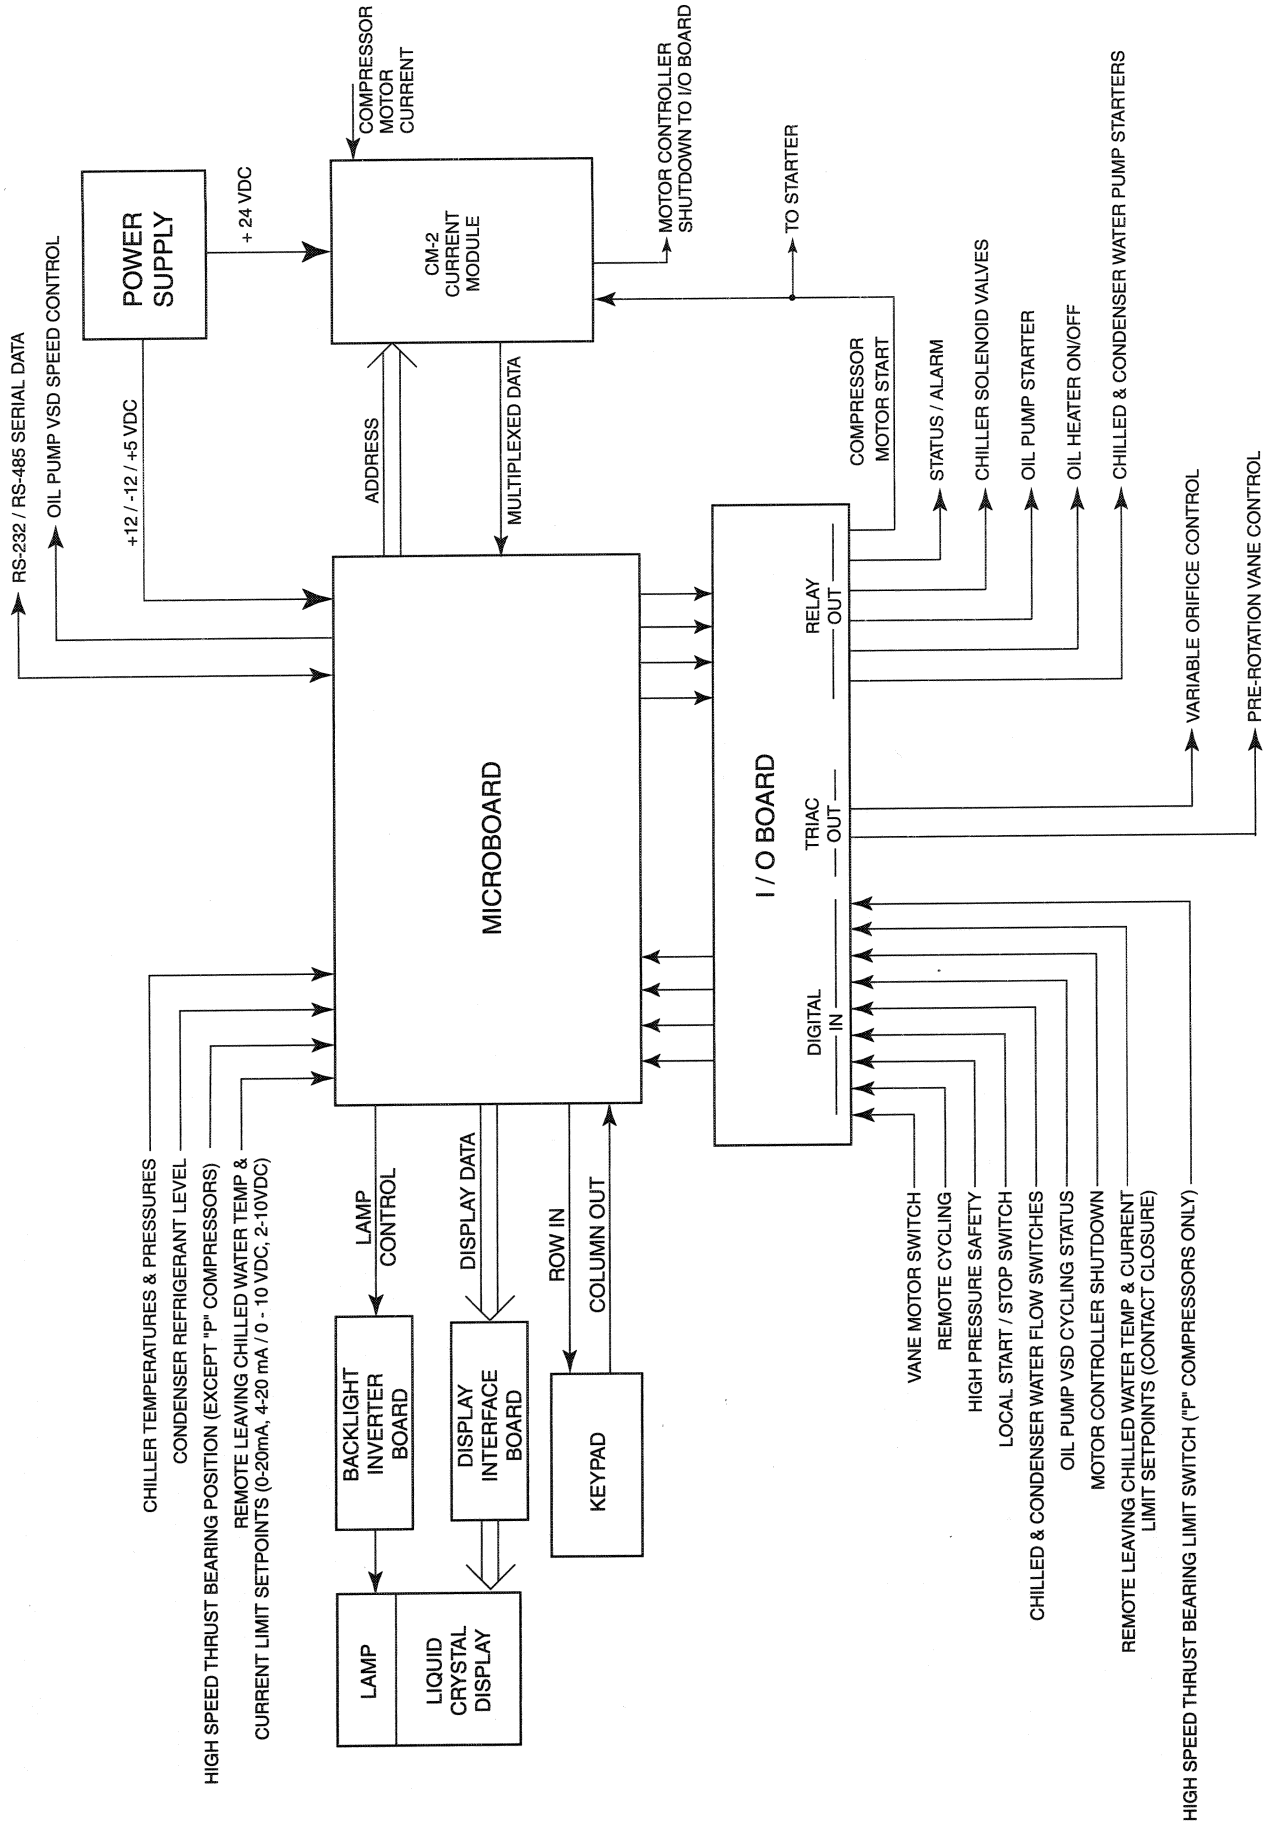 RS-232 / RS-485 SERIAL DATA
OIL PUMP VSD SPEED CONTROL
POWER
SUPPLY
+12 / -12 / +5 VDC
+ 24 VDC
COMPRESSOR
MOTOR
CURRENT
CHILLER TEMPERATURES & PRESSURES
CONDENSER REFRIGERANT LEVEL
HIGH SPEED THRUST BEARING POSITION (EXCEPT "P" COMPRESSORS)
REMOTE LEAVING CHILLED WATER TEMP &
CURRENT LIMIT SETPOINTS (0-20mA, 4-20 mA / 0 - 10 VDC, 2-10VDC)
LAMP
LIQUID
CRYSTAL
DISPLAY
BACKLIGHT
INVERTER
BOARD
DISPLAY
INTERFACE
BOARD
KEYPAD
LAMP
CONTROL
DISPLAY DATA
ROW IN
COLUMN OUT
MICROBOARD
ADDRESS
MULTIPLEXED DATA
CM-2
CURRENT
MODULE
MOTOR CONTROLLER
SHUTDOWN TO I/O BOARD
TO STARTER
COMPRESSOR
MOTOR START
I / O BOARD
DIGITAL
IN
TRIAC
OUT
RELAY
OUT
STATUS / ALARM
CHILLER SOLENOID VALVES
OIL PUMP STARTER
OIL HEATER ON/OFF
CHILLED & CONDENSER WATER PUMP STARTERS
VARIABLE ORIFICE CONTROL
PRE-ROTATION VANE CONTROL
VANE MOTOR SWITCH
REMOTE CYCLING
HIGH PRESSURE SAFETY
LOCAL START / STOP SWITCH
CHILLED & CONDENSER WATER FLOW SWITCHES
OIL PUMP VSD CYCLING STATUS
MOTOR CONTROLLER SHUTDOWN
REMOTE LEAVING CHILLED WATER TEMP & CURRENT
LIMIT SETPOINTS (CONTACT CLOSURE)
HIGH SPEED THRUST BEARING LIMIT SWITCH ("P" COMPRESSORS ONLY)